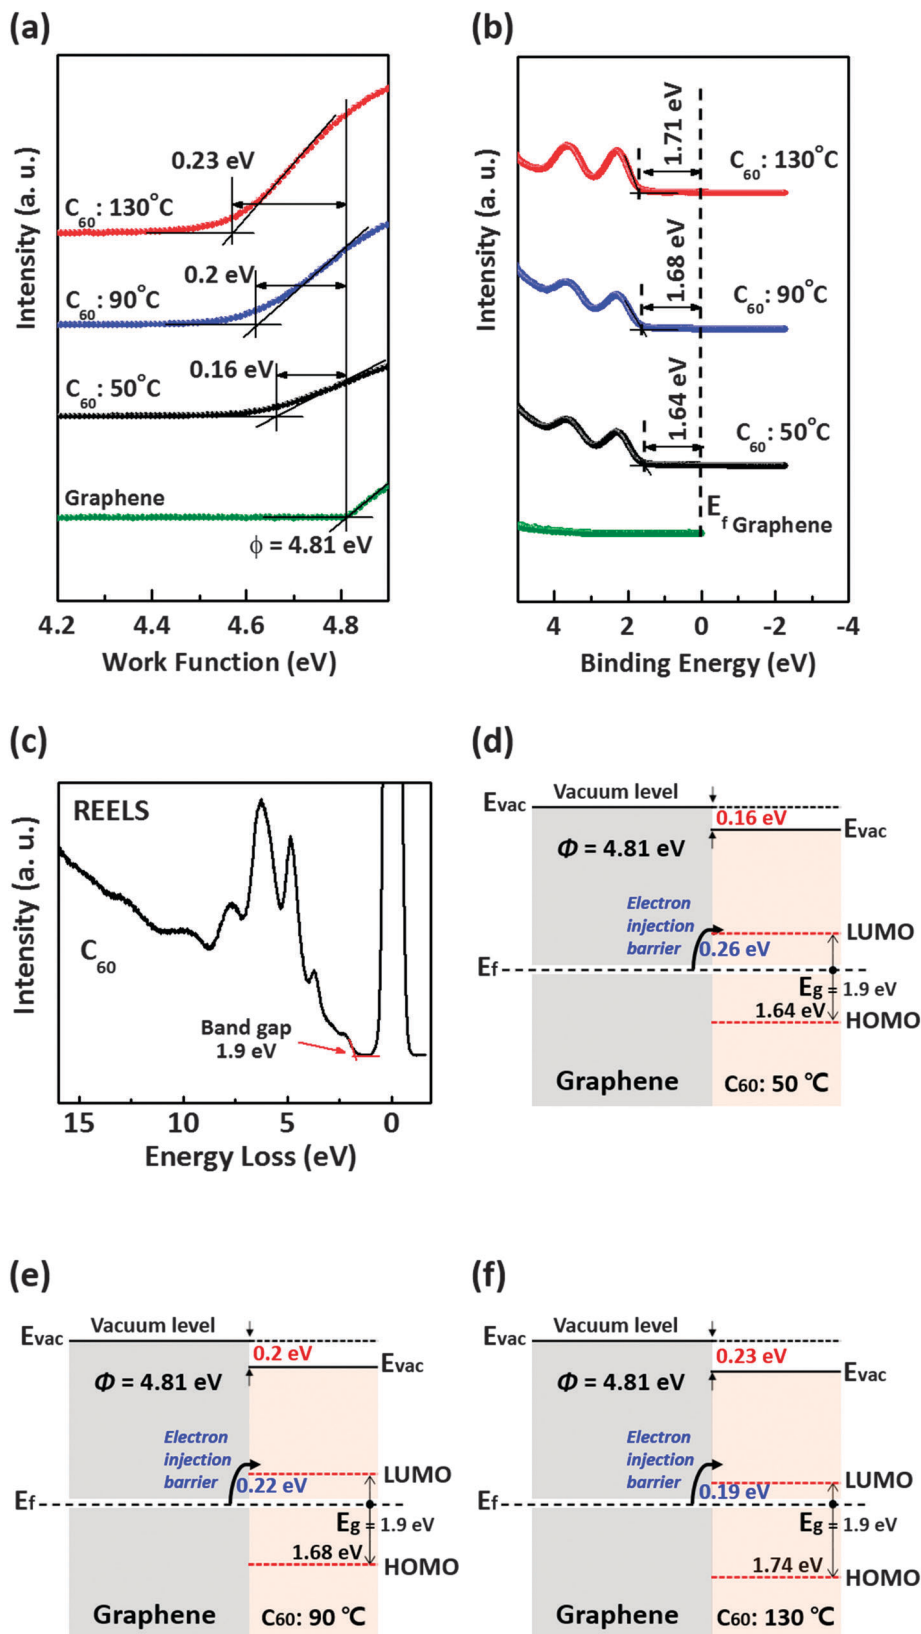 (a)
Intensity (a. u.)
C60: 130°C
0.23 eV
C60: 90°C
0.2 eV
C60: 50°C
0.16 eV
Graphene
ϕ = 4.81 eV
4.2 4.4 4.6 4.8
Work Function (eV)
(b)
Intensity (a. u.)
1.71 eV
C60: 130°C
1.68 eV
C60: 90°C
1.64 eV
C60: 50°C
Ef
Graphene
4 2 0 -2 -4
Binding Energy (eV)
(c)
Intensity (a. u.)
REELS
C60
Band gap
1.9 eV
15 10 5 0
Energy Loss (eV)
(d)
Evac
Vacuum level
0.16 eV
Evac
Φ = 4.81 eV
Electron
injection
barrier
0.26 eV
LUMO
Ef
Eg = 1.9 eV
1.64 eV
HOMO
Graphene
C60: 50 ℃
(e)
Evac
Vacuum level
0.2 eV
Evac
Φ = 4.81 eV
Electron
injection
barrier
0.22 eV
LUMO
Ef
Eg = 1.9 eV
1.68 eV
HOMO
Graphene
C60: 90 ℃
(f)
Evac
Vacuum level
0.23 eV
Evac
Φ = 4.81 eV
Electron
injection
barrier
0.19 eV
LUMO
Ef
Eg = 1.9 eV
1.74 eV
HOMO
Graphene
C60: 130 ℃